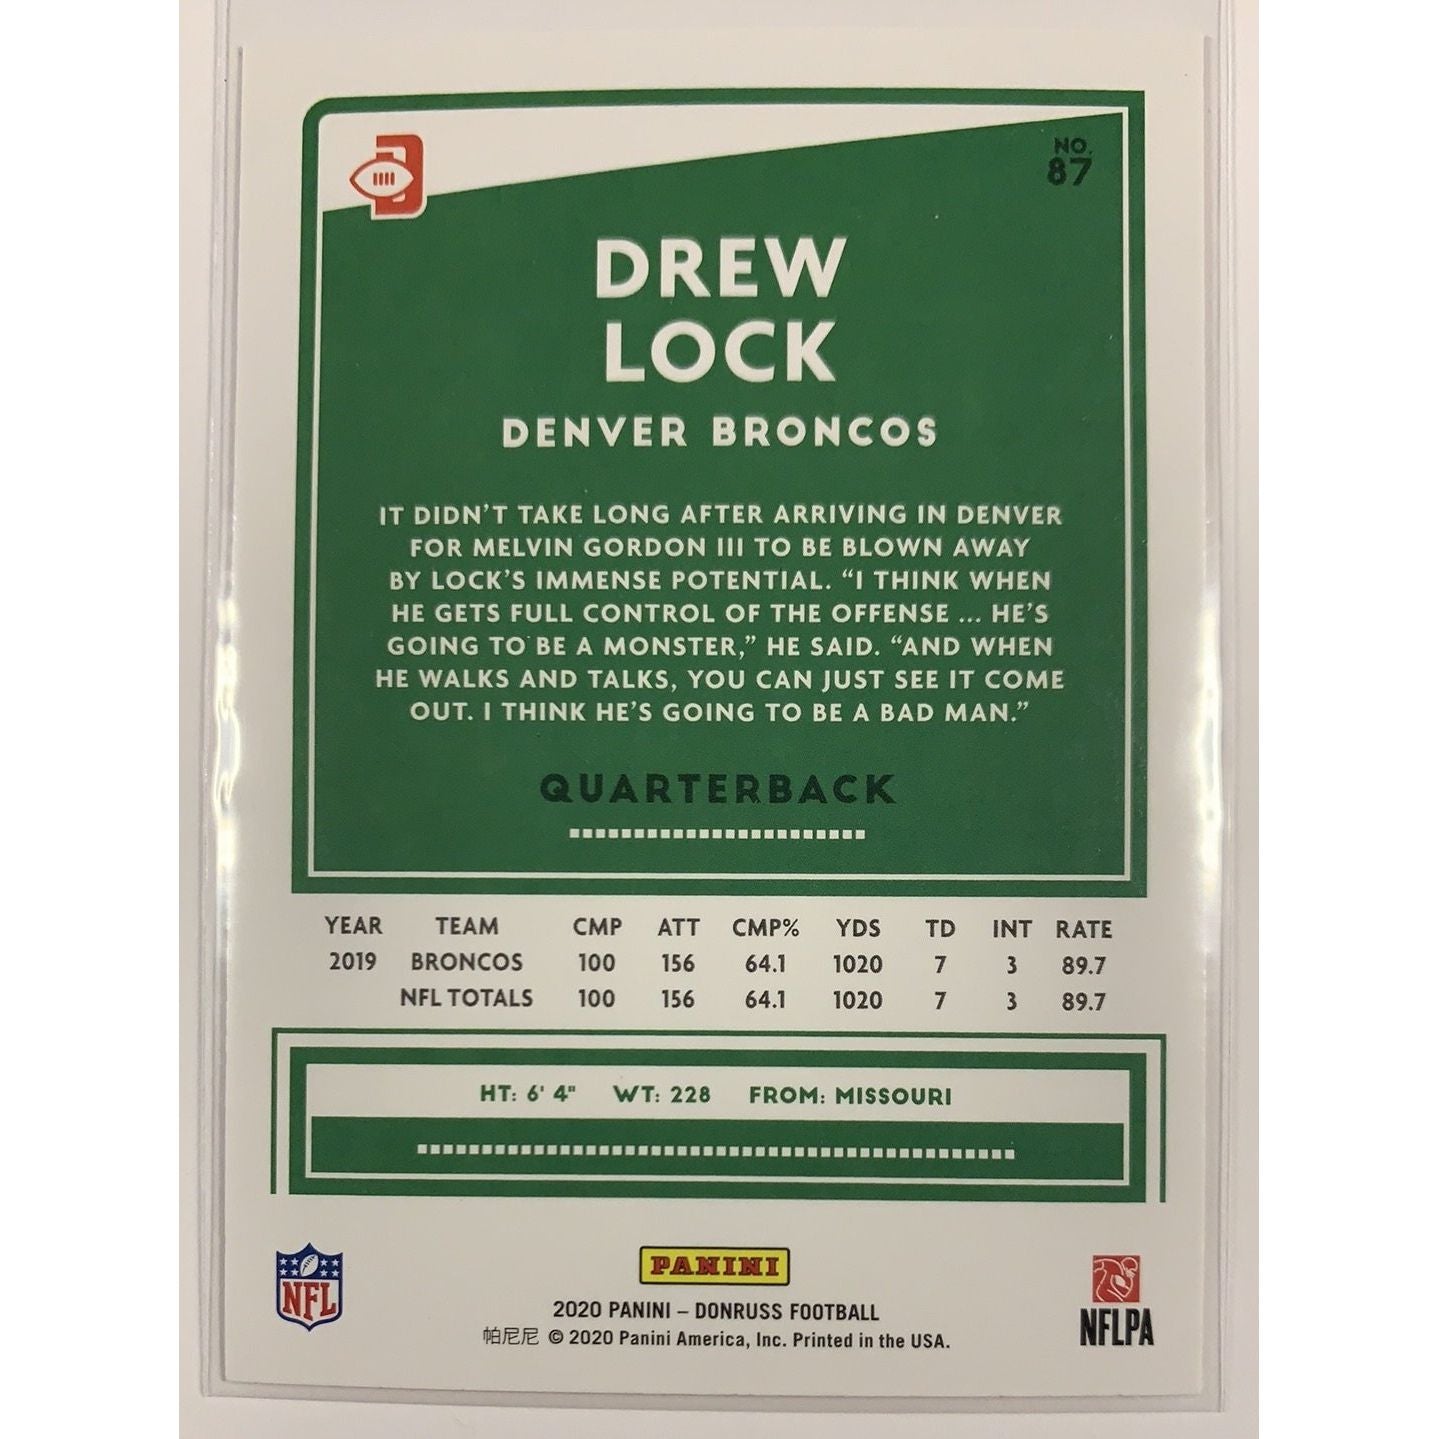 NO.
87
DREW
LOCK
DENVER BRONCOS
IT DIDN'T TAKE LONG AFTER ARRIVING IN DENVER
FOR MELVIN GORDON III TO BE BLOWN AWAY
BY LOCK'S IMMENSE POTENTIAL. “I THINK WHEN
HE GETS FULL CONTROL OF THE OFFENSE ... HE'S
GOING TO BE A MONSTER,” HE SAID. “AND WHEN
HE WALKS AND TALKS, YOU CAN JUST SEE IT COME
OUT. I THINK HE'S GOING TO BE A BAD MAN.”
QUARTERBACK
YEAR TEAM CMP ATT CMP% YDS TD INT RATE
2019 BRONCOS 100 156 64.1 1020 7 3 89.7
NFL TOTALS 100 156 64.1 1020 7 3 89.7
HT: 6' 4" WT: 228 FROM: MISSOURI
NFL
PANINI
2020 PANINI – DONRUSS FOOTBALL
帕尼尼 © 2020 Panini America, Inc. Printed in the USA.
NFLPA